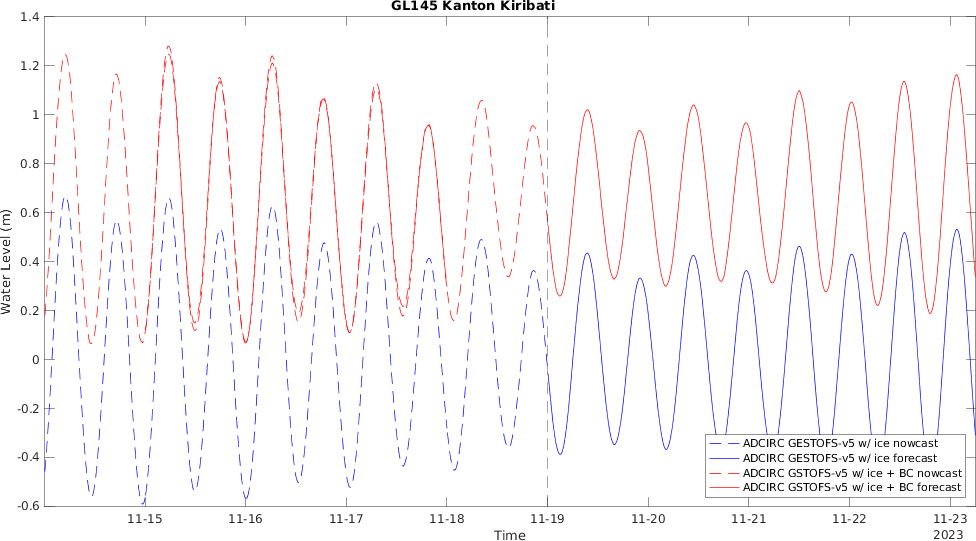 GL145 Kanton Kiribati
1.4
1.2
1
0.8
0.6
0.4
0.2
0
-0.2
-0.4
-0.6
Water Level (m)
ADCIRC GESTOFS-v5 w/ ice nowcast
ADCIRC GESTOFS-v5 w/ ice forecast
ADCIRC GSTOFS-v5 w/ ice + BC nowcast
ADCIRC GSTOFS-v5 w/ ice + BC forecast
11-15 11-16 11-17 11-18 11-19 11-20 11-21 11-22 11-23
2023
Time